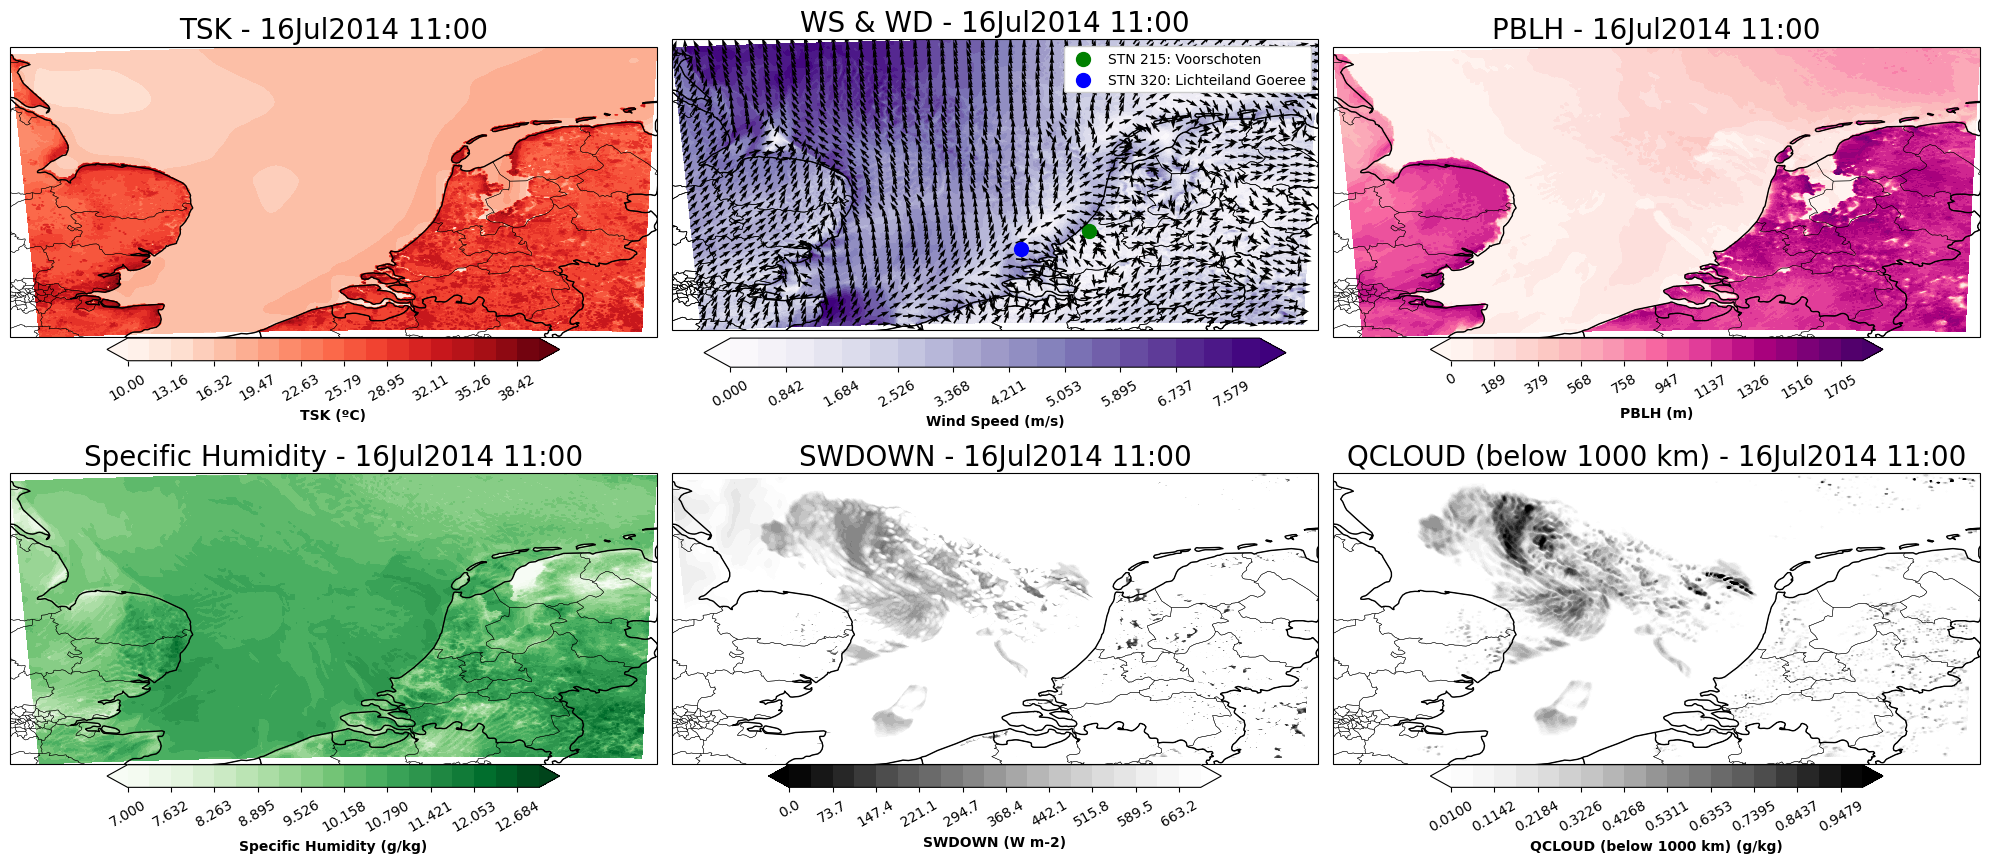 TSK - 16Jul2014 11:00
10.00 13.16 16.32 19.47 22.63 25.79 28.95 32.11 35.26 38.42
TSK (ºC)
WS & WD - 16Jul2014 11:00
STN 215: Voorschoten
STN 320: Lichteiland Goeree
0.000 0.842 1.684 2.526 3.368 4.211 5.053 5.895 6.737 7.579
Wind Speed (m/s)
PBLH - 16Jul2014 11:00
0 189 379 568 758 947 1137 1326 1516 1705
PBLH (m)
Specific Humidity - 16Jul2014 11:00
7.000 7.632 8.263 8.895 9.526 10.158 10.790 11.421 12.053 12.684
Specific Humidity (g/kg)
SWDOWN - 16Jul2014 11:00
0.0 73.7 147.4 221.1 294.7 368.4 442.1 515.8 589.5 663.2
SWDOWN (W m-2)
QCLOUD (below 1000 km) - 16Jul2014 11:00
0.0100 0.1142 0.2184 0.3226 0.4268 0.5311 0.6353 0.7395 0.8437 0.9479
QCLOUD (below 1000 km) (g/kg)